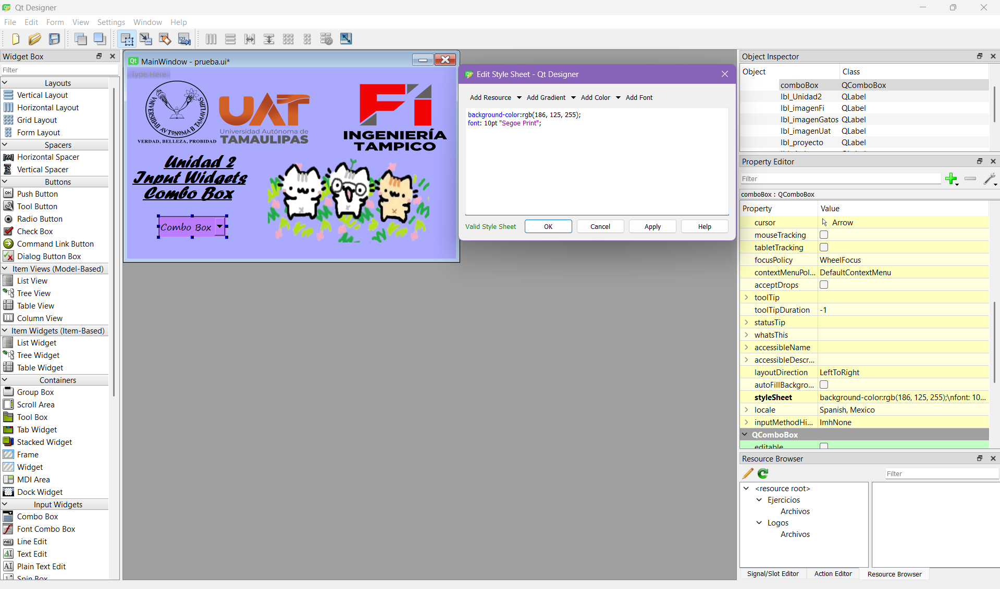 Qt Designer
File Edit Form View Settings Window Help
Widget Box
Filter
Layouts
Vertical Layout
Horizontal Layout
Grid Layout
Form Layout
Spacers
Horizontal Spacer
Vertical Spacer
Buttons
Push Button
Tool Button
Radio Button
Check Box
Command Link Button
Dialog Button Box
Item Views (Model-Based)
List View
Tree View
Table View
Column View
Item Widgets (Item-Based)
List Widget
Tree Widget
Table Widget
Containers
Group Box
Scroll Area
Tool Box
Tab Widget
Stacked Widget
Frame
Widget
MDI Area
Dock Widget
Input Widgets
Combo Box
Font Combo Box
Line Edit
Text Edit
Plain Text Edit
Spin Box
MainWindow - prueba.ui*
Type Here
VERDAD, BELLEZA, PROBIDAD
UAT
Universidad Autónoma de
TAMAULIPAS
Fi
INGENIERÍA
TAMPICO
Unidad 2
Input Widgets
Combo Box
Combo Box
Edit Style Sheet - Qt Designer
Add Resource Add Gradient Add Color Add Font
background-color:rgb(186, 125, 255);
font: 10pt "Segoe Print";
Valid Style Sheet OK Cancel Apply Help
Object Inspector
Object Class
comboBox QComboBox
lbl_Unidad2 QLabel
lbl_imagenFi QLabel
lbl_imagenGatos QLabel
lbl_imagenUat QLabel
lbl_proyecto QLabel
Property Editor
Filter
comboBox : QComboBox
Property Value
cursor Arrow
mouseTracking
tabletTracking
focusPolicy WheelFocus
contextMenuPol... DefaultContextMenu
acceptDrops
toolTip
toolTipDuration -1
statusTip
whatsThis
accessibleName
accessibleDescr...
layoutDirection LeftToRight
autoFillBackgro...
styleSheet background-color:rgb(186, 125, 255);\nfont: 10...
locale Spanish, Mexico
inputMethodHi... ImhNone
QComboBox
editable
Resource Browser
Filter
<resource root>
Ejercicios
Archivos
Logos
Archivos
Signal/Slot Editor Action Editor Resource Browser